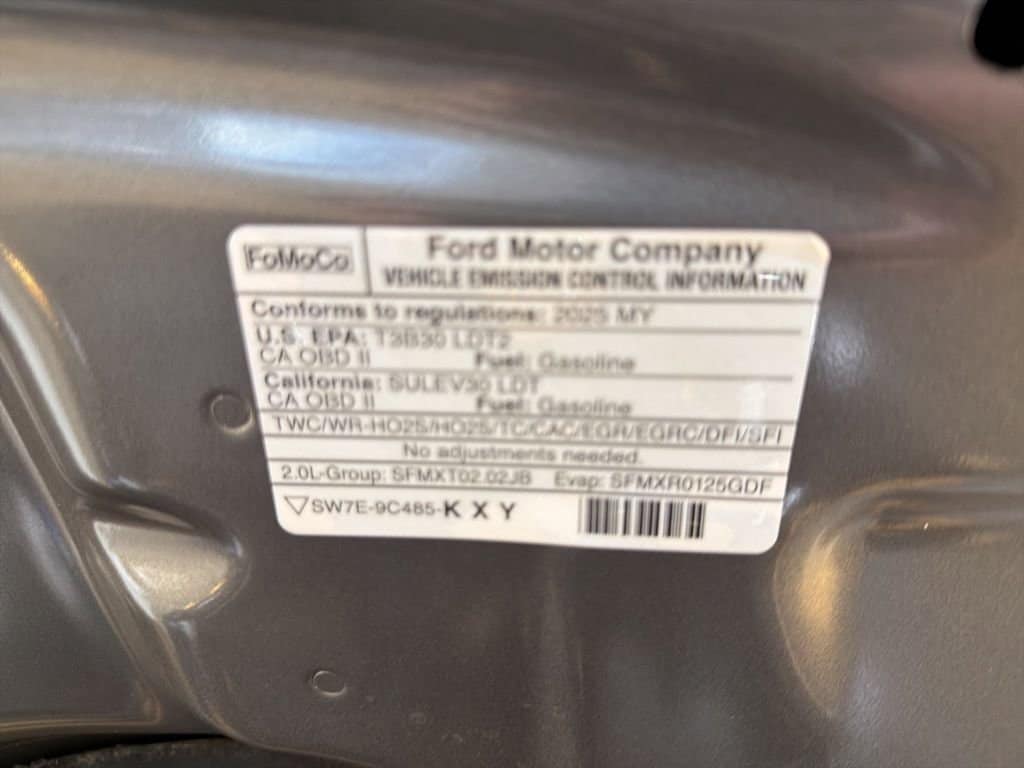 FoMoCo
Ford Motor Company
VEHICLE EMISSION CONTROL INFORMATION
Conforms to regulations: 2025 MY
U.S. EPA: T3B30 LDT2
CA OBD II Fuel: Gasoline
California: SULEV30 LDT
CA OBD II Fuel: Gasoline
TWC/WR-HO2S/HO2S/TC/CAC/EGR/EGRC/DFI/SFI
No adjustments needed.
2.0L-Group: SFMXT02.02JB Evap: SFMXR0125GDF
SW7E-9C485-K X Y